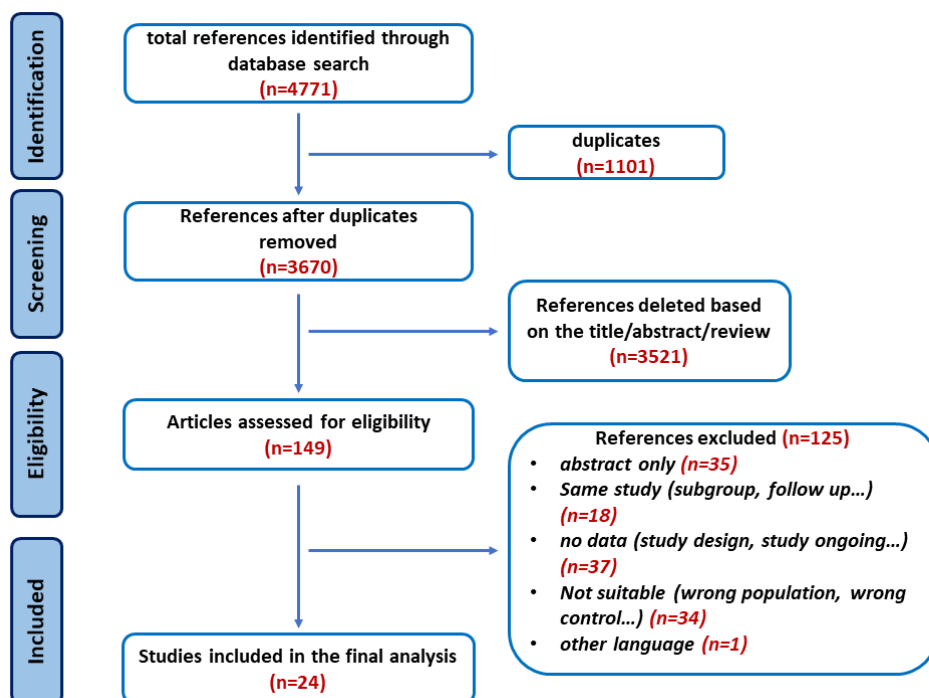 Identification
total references identified through
database search
(n=4771)
duplicates
(n=1101)
Screening
References after duplicates
removed
(n=3670)
References deleted based
on the title/abstract/review
(n=3521)
Eligibility
Articles assessed for eligibility
(n=149)
References excluded (n=125)
• abstract only (n=35)
• Same study (subgroup, follow up...)
(n=18)
• no data (study design, study ongoing...)
(n=37)
• Not suitable (wrong population, wrong
control...) (n=34)
• other language (n=1)
Included
Studies included in the final analysis
(n=24)